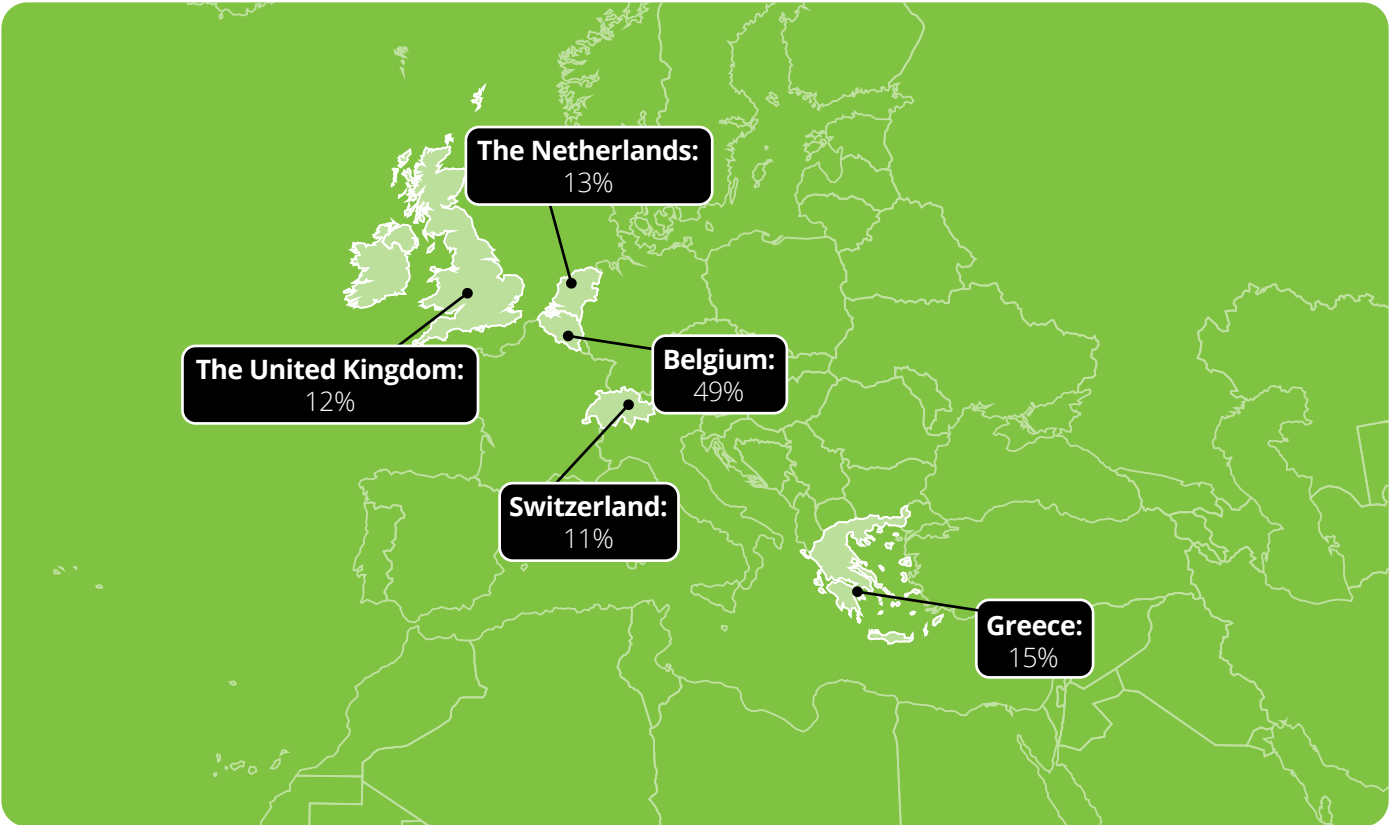 The Netherlands:
13%
The United Kingdom:
12%
Belgium:
49%
Switzerland:
11%
Greece:
15%